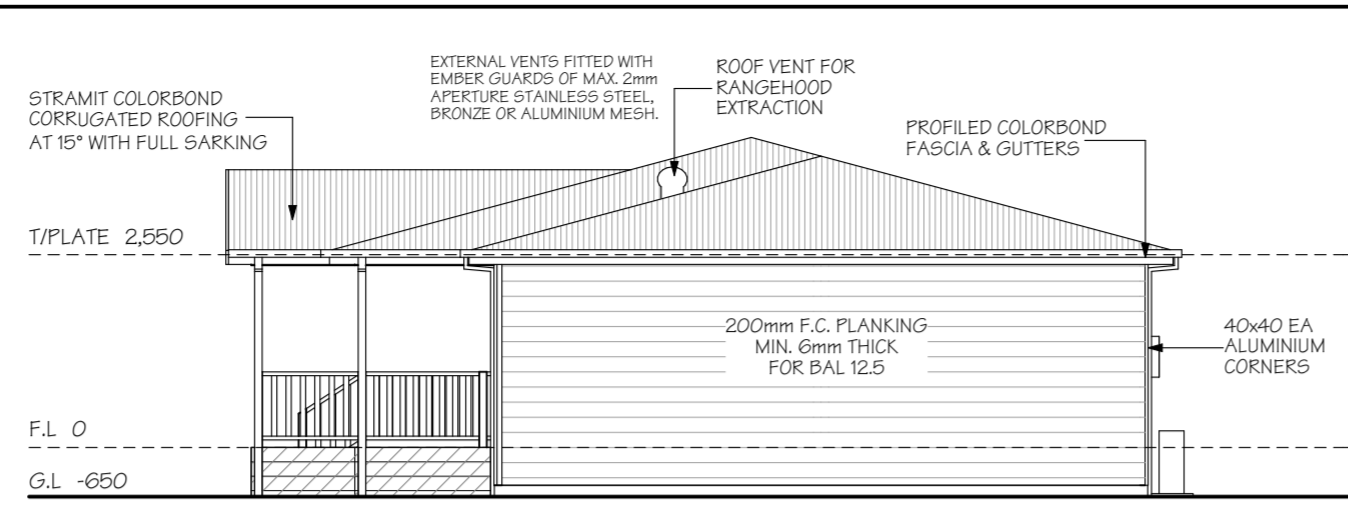 EXTERNAL VENTS FITTED WITH
EMBER GUARDS OF MAX. 2mm
APERTURE STAINLESS STEEL,
BRONZE OR ALUMINIUM MESH.
ROOF VENT FOR
RANGEHOOD
EXTRACTION
STRAMIT COLORBOND
CORRUGATED ROOFING
AT 15° WITH FULL SARKING
PROFILED COLORBOND
FASCIA & GUTTERS
T/PLATE 2,550
200mm F.C. PLANKING
MIN. 6mm THICK
FOR BAL 12.5
40x40 EA
ALUMINIUM
CORNERS
F.L 0
G.L -650